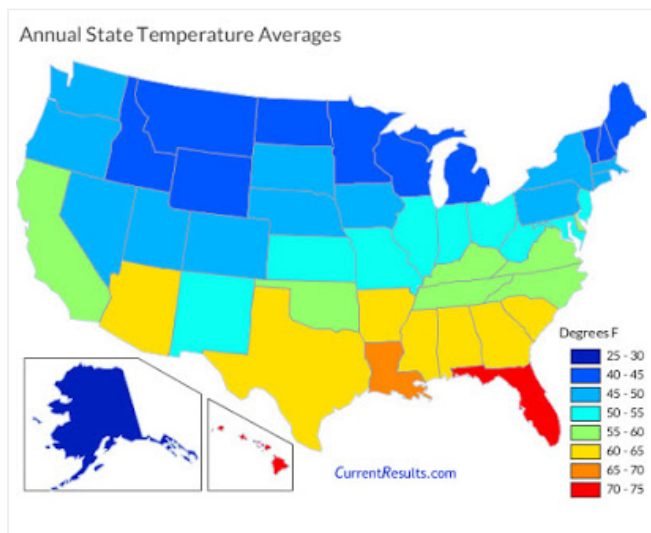 Annual State Temperature Averages
Degrees F
25 - 30
40 - 45
45 - 50
50 - 55
55 - 60
60 - 65
65 - 70
70 - 75
CurrentResults.com